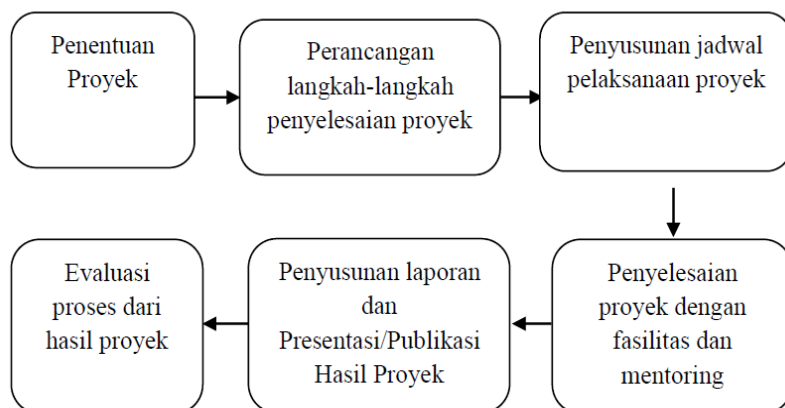 Penentuan
Proyek
Perancangan
langkah-langkah
penyelesaian proyek
Penyusunan jadwal
pelaksanaan proyek
Penyelesaian
proyek dengan
fasilitas dan
mentoring
Penyusunan laporan
dan
Presentasi/Publikasi
Hasil Proyek
Evaluasi
proses dari
hasil proyek